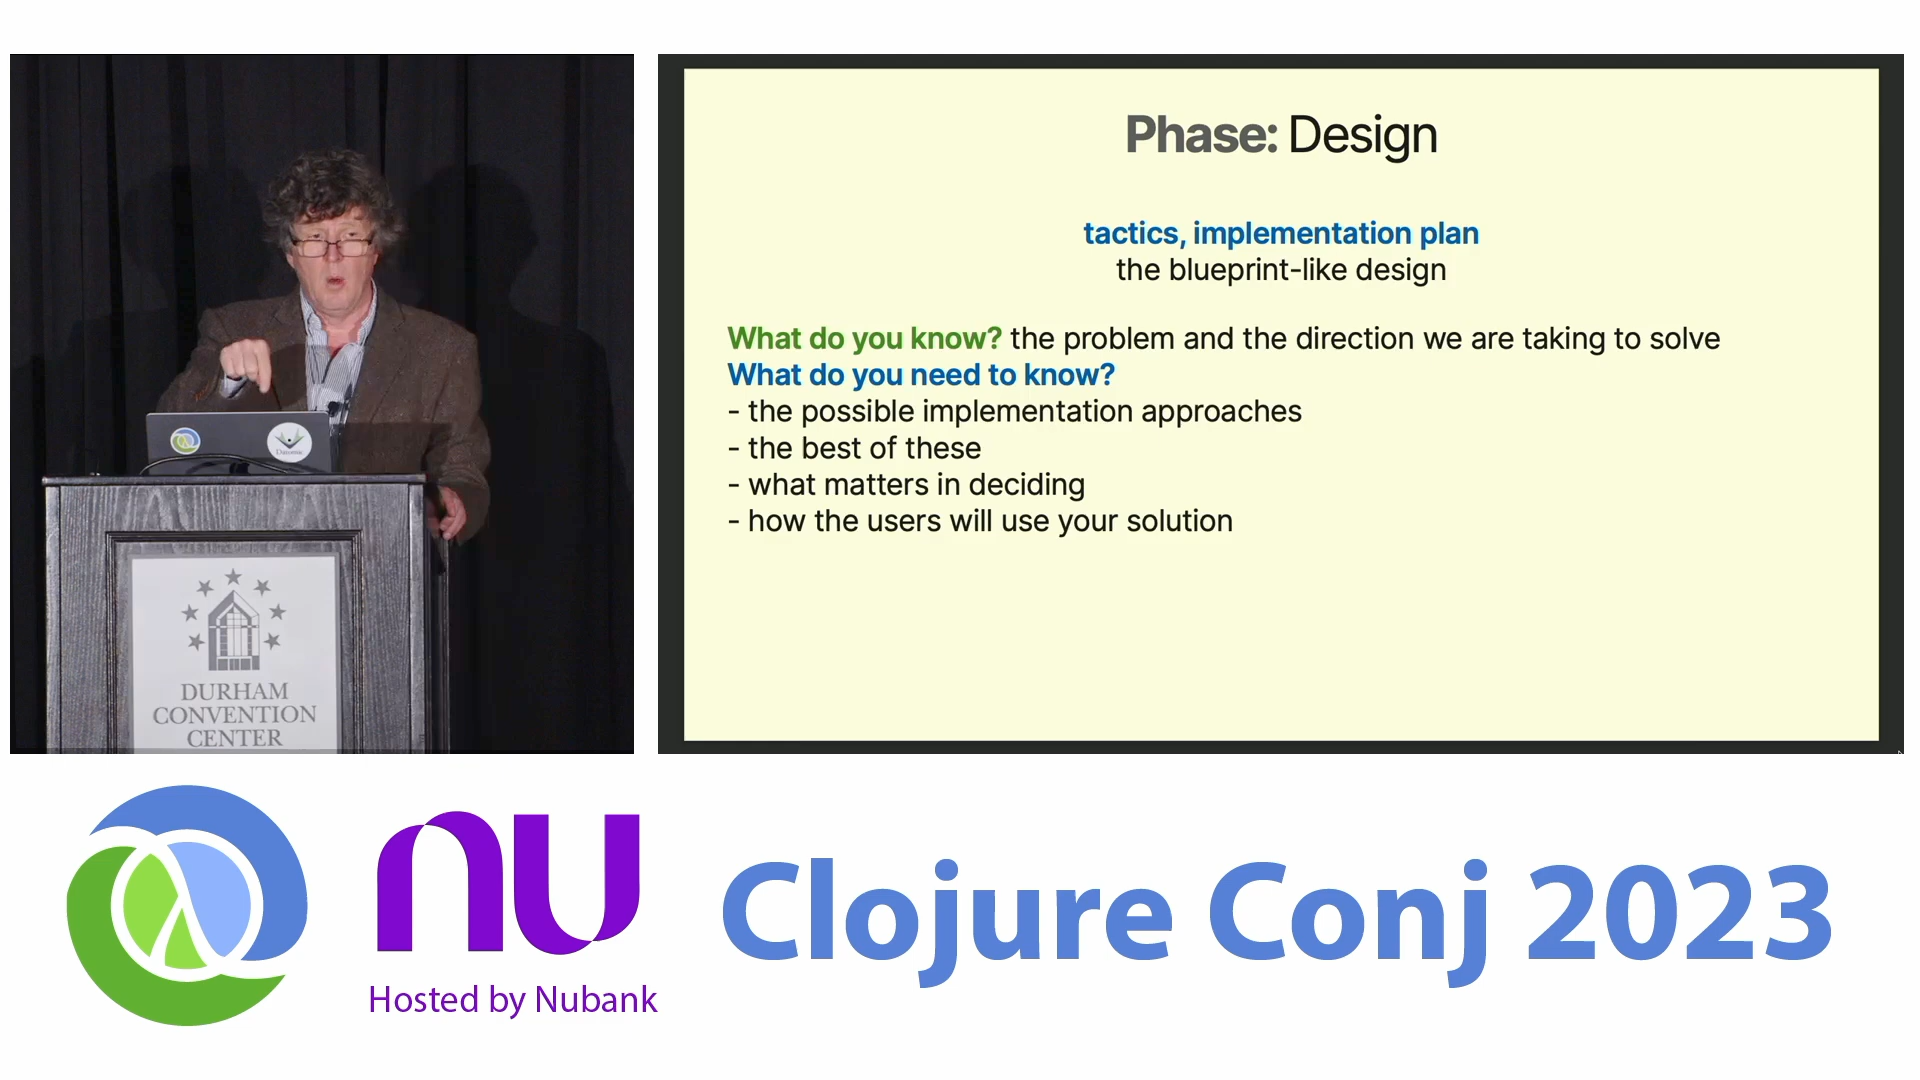 Phase: Design
tactics, implementation plan
the blueprint-like design
What do you know? the problem and the direction we are taking to solve
What do you need to know?
- the possible implementation approaches
- the best of these
- what matters in deciding
- how the users will use your solution
Datomic
DURHAM
CONVENTION
CENTER
nu
Hosted by Nubank
Clojure Conj 2023